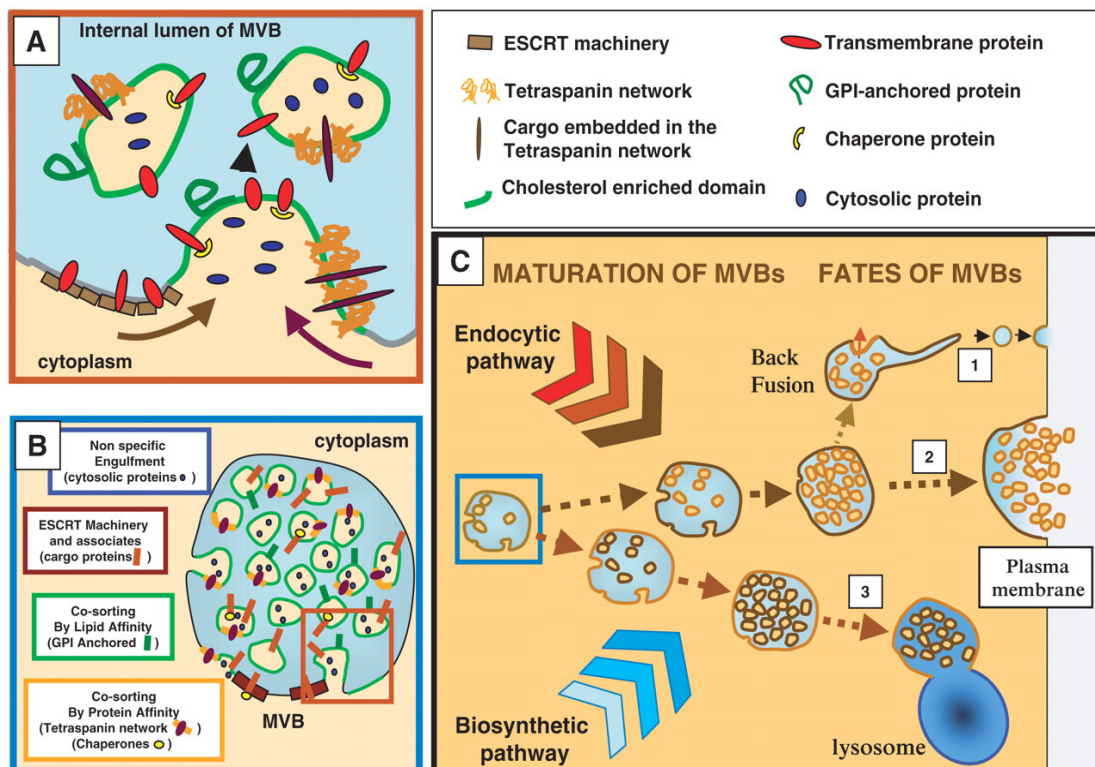 A
Internal lumen of MVB
cytoplasm
ESCRT machinery
Tetraspanin network
Cargo embedded in the
Tetraspanin network
Cholesterol enriched domain
Transmembrane protein
GPI-anchored protein
Chaperone protein
Cytosolic protein
B
cytoplasm
Non specific
Engulfment
(cytosolic proteins )
ESCRT Machinery
and associates
(cargo proteins )
Co-sorting
By Lipid Affinity
(GPI Anchored )
Co-sorting
By Protein Affinity
(Tetraspanin network )
(Chaperones )
MVB
C
MATURATION OF MVBs
FATES OF MVBs
Endocytic
pathway
Back
Fusion
1
2
3
Plasma
membrane
Biosynthetic
pathway
lysosome